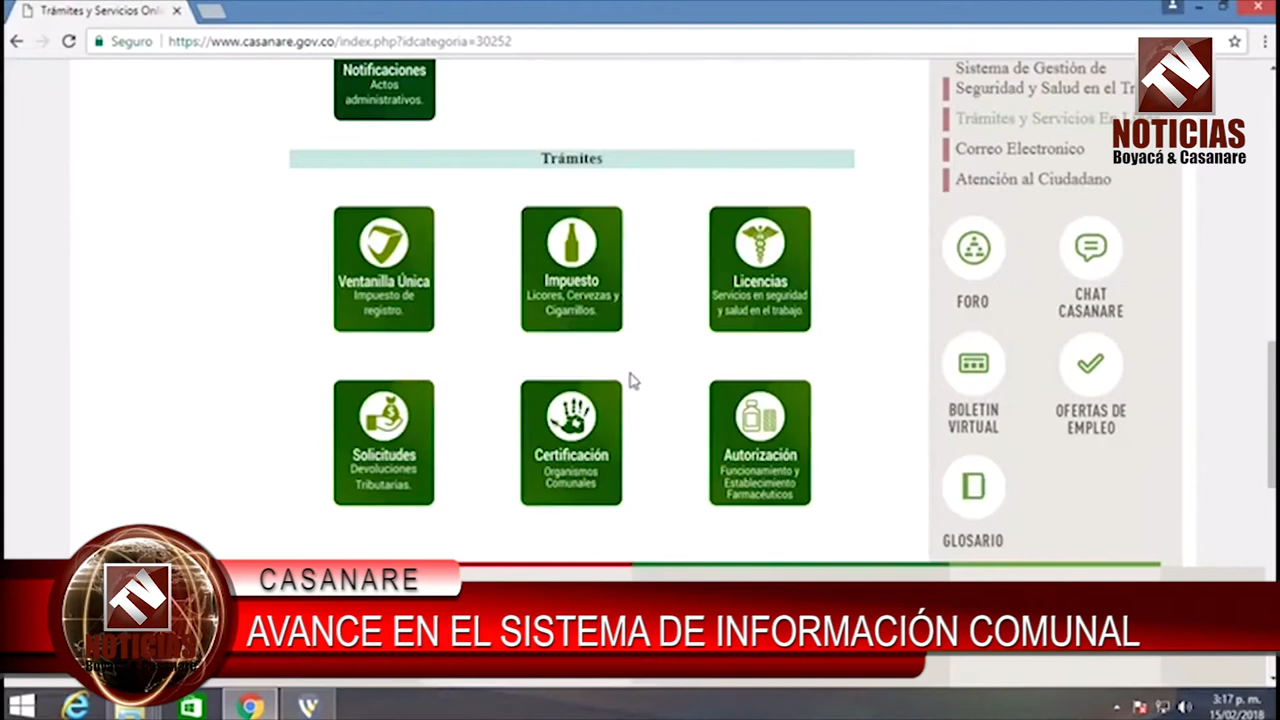 Trámites y Servicios Onli
Seguro
https://www.casanare.gov.co/index.php?idcategoria=30252
Notificaciones
Actos
administrativos.
Trámites
Ventanilla Única
Impuesto de
registro.
Impuesto
Licores, Cervezas y
Cigarrillos.
Licencias
Servicios en seguridad
y salud en el trabajo.
Solicitudes
Devoluciones
Tributarias.
Certificación
Organismos
Comunales
Autorización
Funcionamiento y
Establecimiento
Farmacéuticos
Sistema de Gestión de
Seguridad y Salud en el Tr
Trámites y Servicios En
Correo Electronico
Atención al Ciudadano
TV
NOTICIAS
Boyacá & Casanare
FORO
CHAT
CASANARE
BOLETIN
VIRTUAL
OFERTAS DE
EMPLEO
GLOSARIO
CASANARE
AVANCE EN EL SISTEMA DE INFORMACIÓN COMUNAL
TV
NOTICIAS
Boyacá & Casanare
3:17 p. m.
15/02/2018